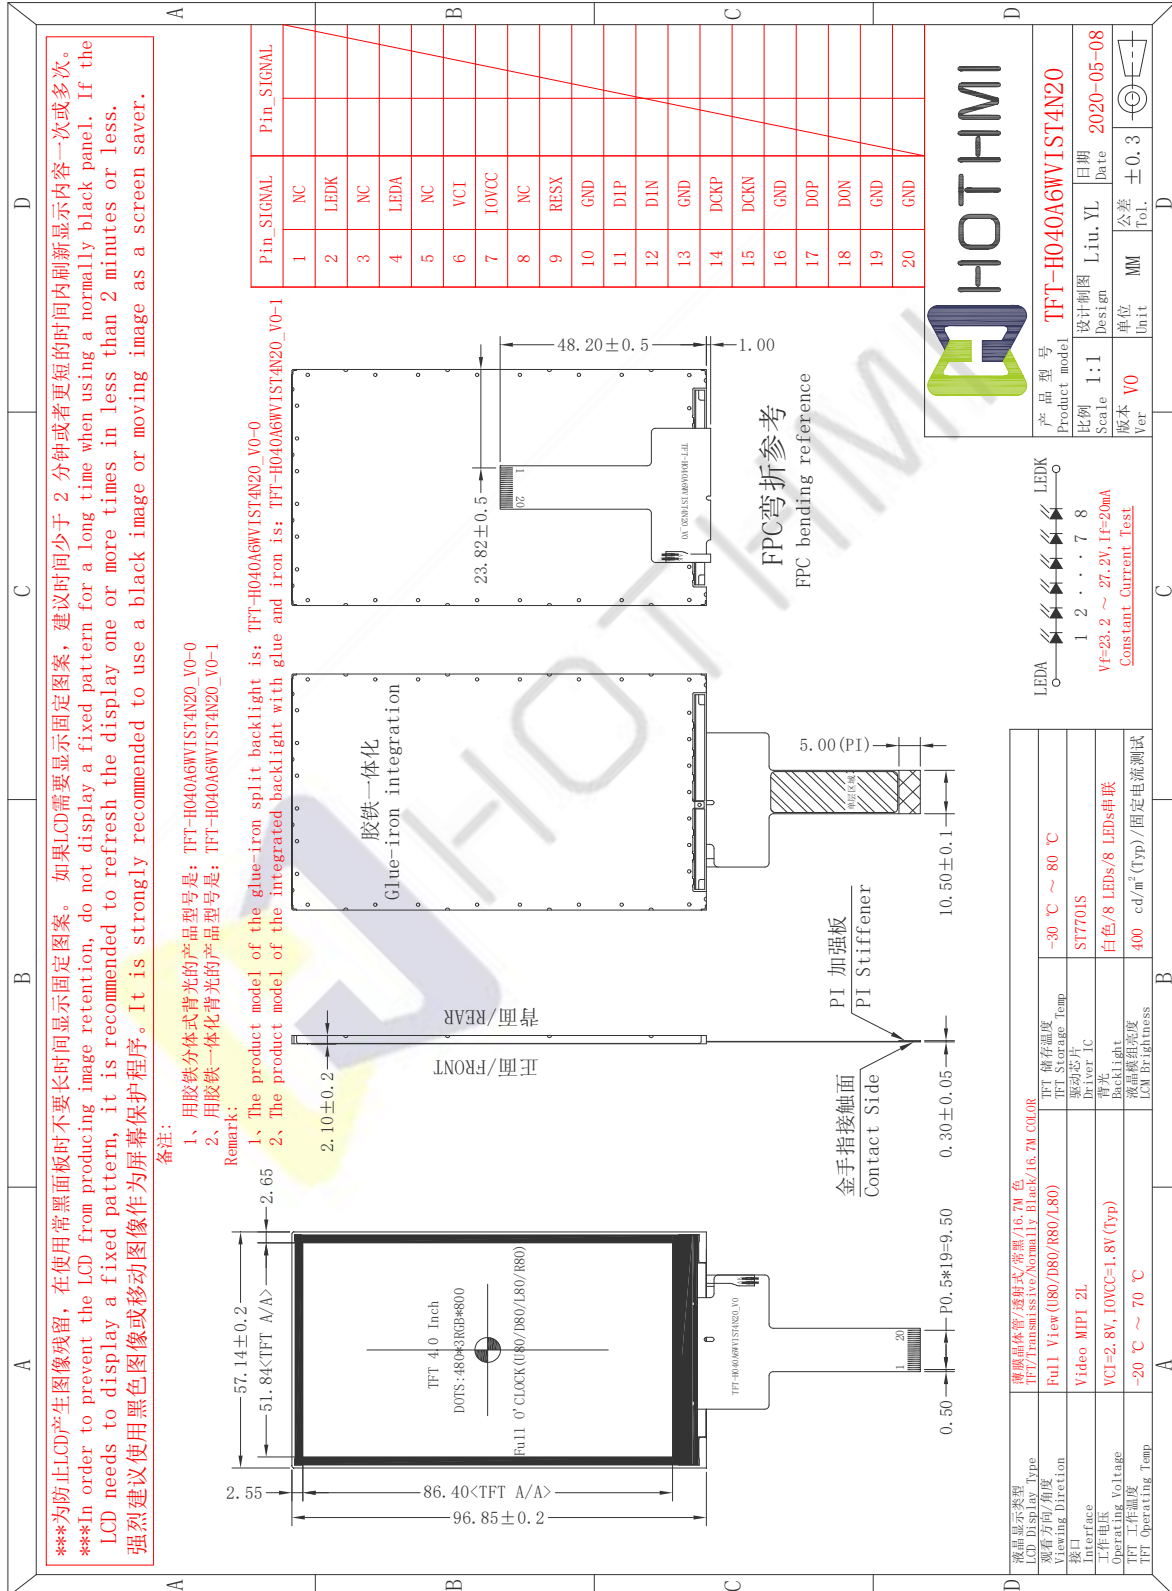 ***为防止LCD产生图像残留，在使用常黑面板时不要长时间显示固定图案。 如果LCD需要显示固定图案，建议时间少于 2 分钟或者更短的时间内刷新显示内容一次或多次。
***In order to prevent the LCD from producing image retention, do not display a fixed pattern for a long time when using a normally black panel. If the
LCD needs to display a fixed pattern, it is recommended to refresh the display one or more times in less than 2 minutes or less.
强烈建议使用黑色图像或移动图像作为屏幕保护程序。It is strongly recommended to use a black image or moving image as a screen saver.
备注:
1、用胶铁分体式背光的产品型号是: TFT-H040A6WVIST4N20_V0-0
2、用胶铁一体化背光的产品型号是: TFT-H040A6WVIST4N20_V0-1
Remark:
1、The product model of the glue-iron split backlight is: TFT-H040A6WVIST4N20_V0-0
2、The product model of the integrated backlight with glue and iron is: TFT-H040A6WVIST4N20_V0-1
Pin_SIGNAL Pin_SIGNAL
1 NC
2 LEDK
3 NC
4 LEDA
5 NC
6 VCI
7 IOVCC
8 NC
9 RESX
10 GND
11 D1P
12 D1N
13 GND
14 DCKP
15 DCKN
16 GND
17 D0P
18 D0N
19 GND
20 GND
57.14±0.2
51.84<TFT A/A>
2.65
2.55
86.40<TFT A/A>
96.85±0.2
TFT 4.0 Inch
DOTS:480*3RGB*800
Full O'CLOCK(U80/D80/L80/R80)
TFT-H040A6WVIST4N20_V0
1 20
0.50
P0.5*19=9.50
2.10±0.2
正面/FRONT
背面/REAR
金手指接触面
Contact Side
PI 加强板
PI Stiffener
0.30±0.05
胶铁一体化
Glue-iron integration
单层区域
5.00(PI)
10.50±0.1
23.82±0.5
48.20±0.5
1.00
1
20
TFT-H040A6WVIST4N20_V0
FPC弯折参考
FPC bending reference
LEDA LEDK
1 2 · · · 7 8
Vf=23.2 ～ 27.2V,If=20mA
Constant Current Test
液晶显示类型
LCD Display Type
薄膜晶体管/透射式/常黑/16.7M 色
TFT/Transmissive/Normally Black/16.7M COLOR
观看方向/角度
Viewing Diretion
Full View(U80/D80/R80/L80)
接口
Interface
Video MIPI 2L
工作电压
Operating Voltage
VCI=2.8V,IOVCC=1.8V(Typ)
TFT 工作温度
TFT Operating Temp
-20 ℃ ～ 70 ℃
TFT 储存温度
TFT Storage Temp
-30 ℃ ～ 80 ℃
驱动芯片
Driver IC
ST7701S
背光
Backlight
白色/8 LEDs/8 LEDs串联
液晶模组亮度
LCM Brightness
400 cd/m²(Typ)/固定电流测试
HOTHMI
产 品 型 号
Product model
TFT-H040A6WVIST4N20
比例
Scale
1:1
设计制图
Design
Liu.YL
日期
Date
2020-05-08
版本
Ver
V0
单位
Unit
MM
公差
Tol.
±0.3
A B C D
A B C D
A B C D
A B C D
HOTHMI